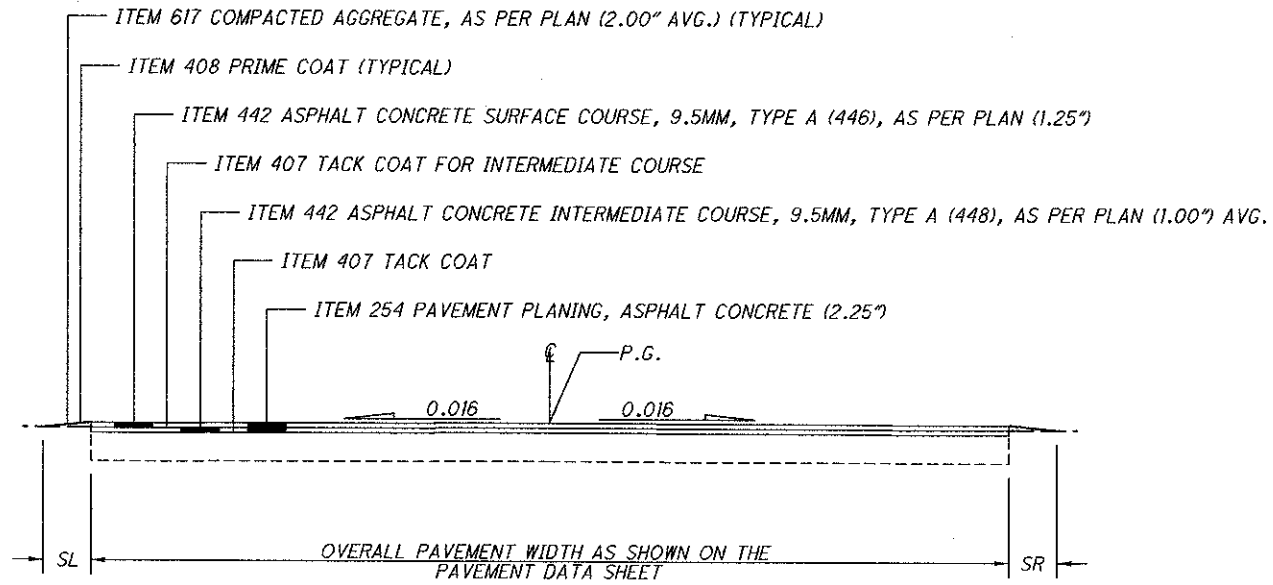 ITEM 617 COMPACTED AGGREGATE, AS PER PLAN (2.00" AVG.) (TYPICAL)
ITEM 408 PRIME COAT (TYPICAL)
ITEM 442 ASPHALT CONCRETE SURFACE COURSE, 9.5MM, TYPE A (446), AS PER PLAN (1.25")
ITEM 407 TACK COAT FOR INTERMEDIATE COURSE
ITEM 442 ASPHALT CONCRETE INTERMEDIATE COURSE, 9.5MM, TYPE A (448), AS PER PLAN (1.00") AVG.
ITEM 407 TACK COAT
ITEM 254 PAVEMENT PLANING, ASPHALT CONCRETE (2.25")
℄ P.G.
0.016 0.016
SL OVERALL PAVEMENT WIDTH AS SHOWN ON THE SR
PAVEMENT DATA SHEET